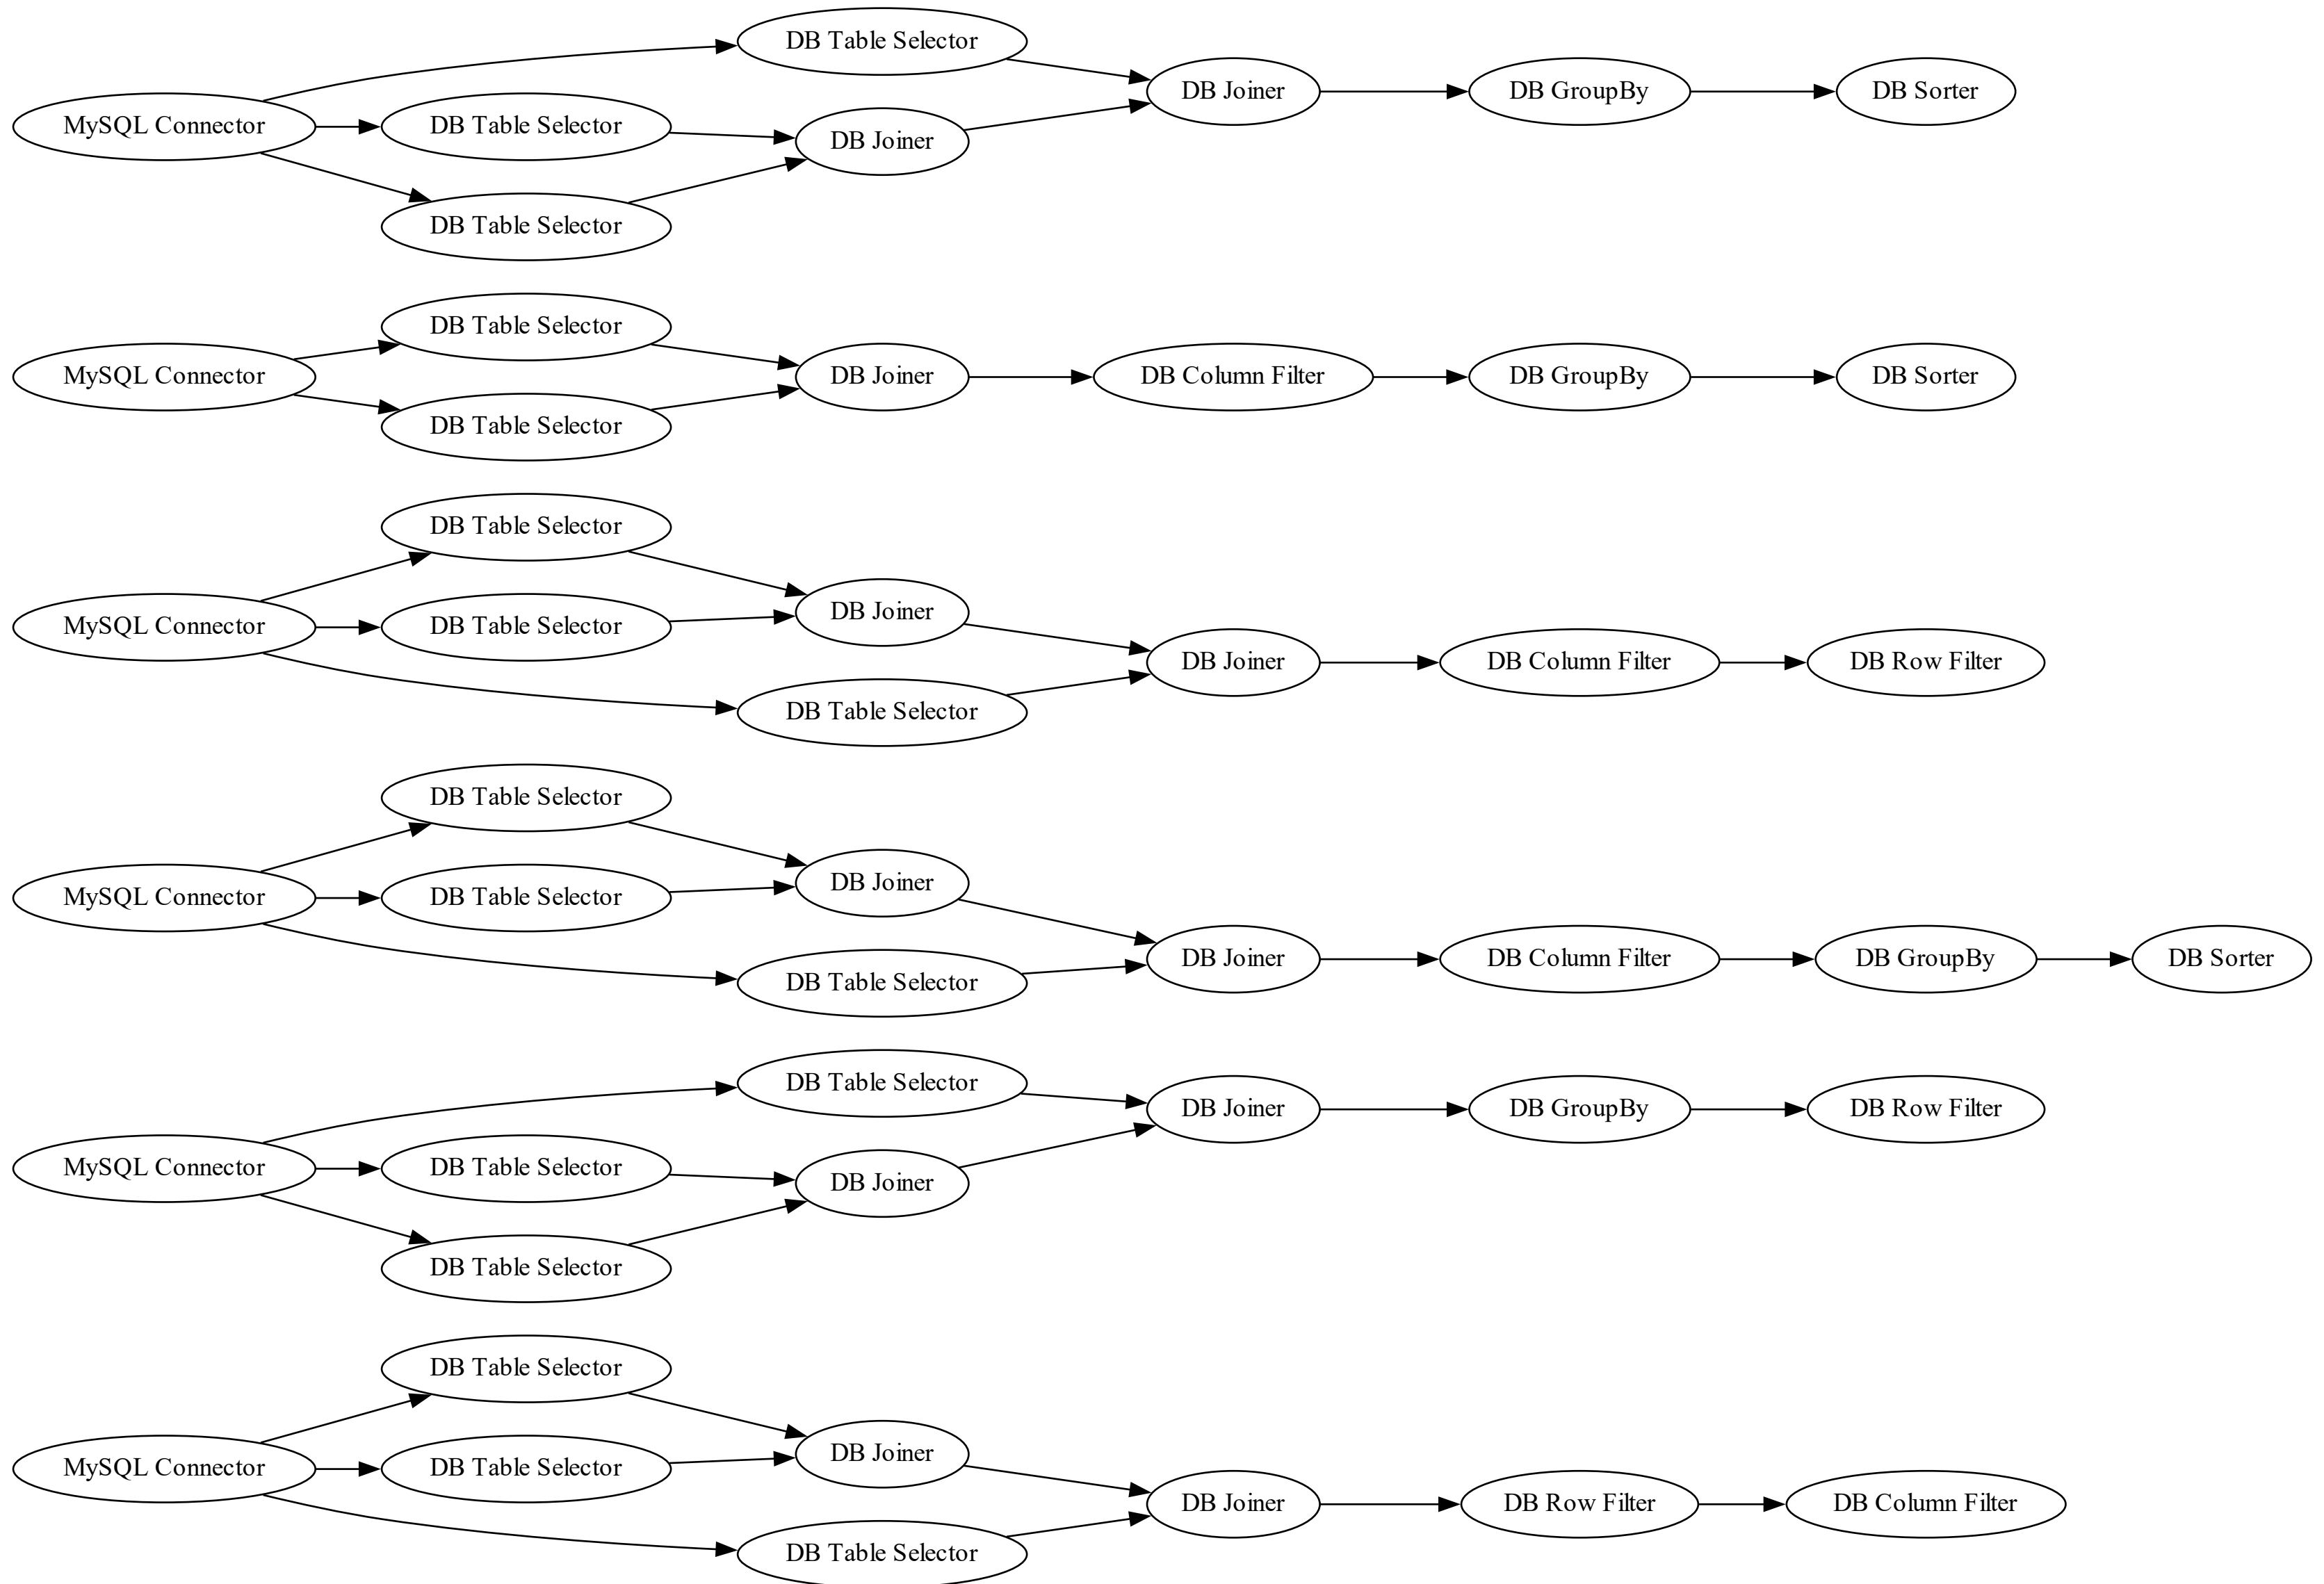 DB Table Selector
MySQL Connector
DB Table Selector
DB Table Selector
DB Joiner
DB Joiner
DB GroupBy
DB Sorter
MySQL Connector
DB Table Selector
DB Table Selector
DB Joiner
DB Column Filter
DB GroupBy
DB Sorter
MySQL Connector
DB Table Selector
DB Table Selector
DB Table Selector
DB Joiner
DB Joiner
DB Column Filter
DB Row Filter
MySQL Connector
DB Table Selector
DB Table Selector
DB Table Selector
DB Joiner
DB Joiner
DB Column Filter
DB GroupBy
DB Sorter
DB Table Selector
MySQL Connector
DB Table Selector
DB Table Selector
DB Joiner
DB Joiner
DB GroupBy
DB Row Filter
MySQL Connector
DB Table Selector
DB Table Selector
DB Table Selector
DB Joiner
DB Joiner
DB Row Filter
DB Column Filter